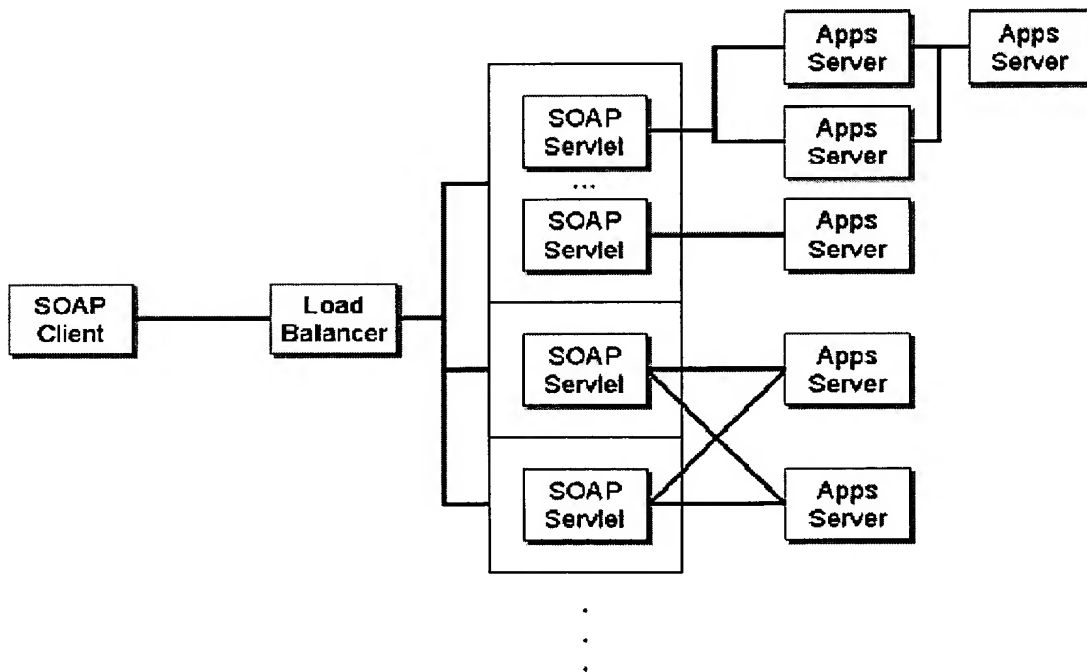 Apps
Server
Apps
Server
SOAP
Servlet
Apps
Server
...
SOAP
Servlet
Apps
Server
SOAP
Client
Load
Balancer
SOAP
Servlet
Apps
Server
SOAP
Servlet
Apps
Server
.
.
.